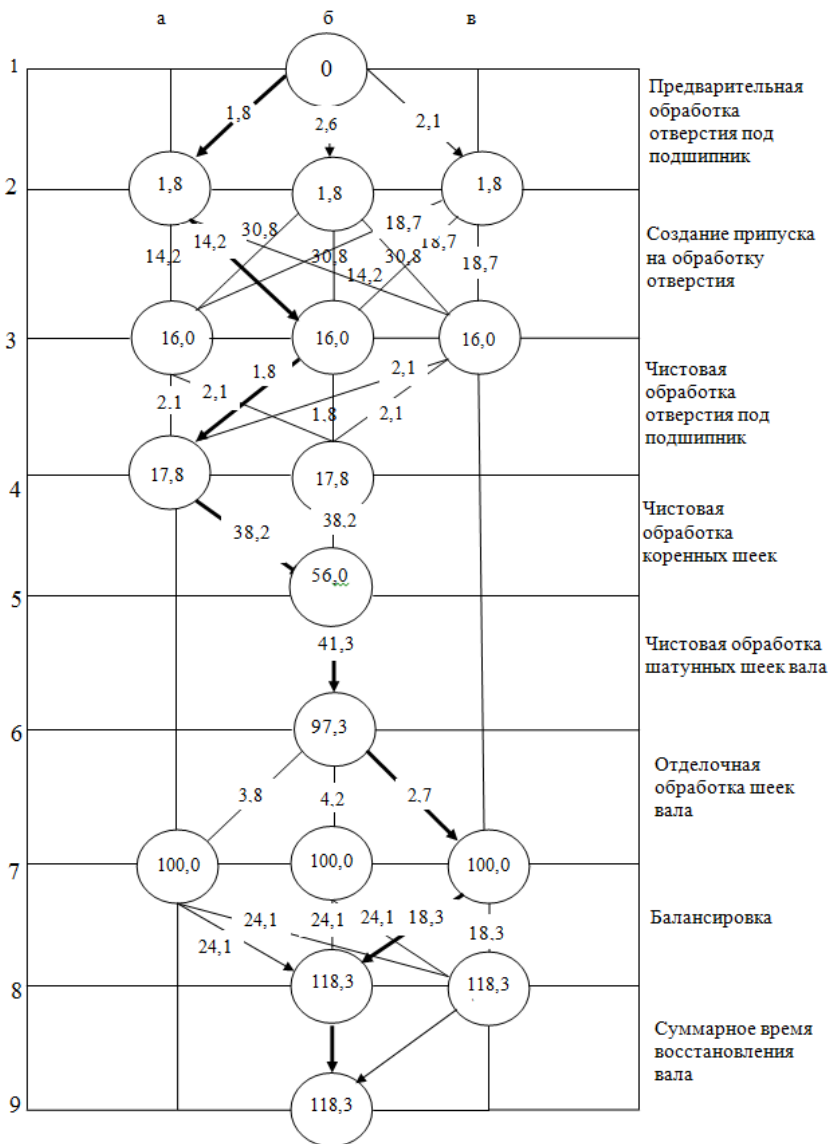 а б в
1
0
Предварительная
обработка
отверстия под
подшипник
1,8 2,6 2,1
2
1,8 1,8 1,8
Создание припуска
на обработку
отверстия
14,2 14,2 30,8 30,8 14,2 30,8 18,7 18,7 18,7
3
16,0 16,0 16,0
Чистовая
обработка
отверстия под
подшипник
2,1 2,1 1,8 1,8 2,1 2,1
4
17,8 17,8
Чистовая
обработка
коренных шеек
38,2 38,2
56,0
5
41,3
Чистовая обработка
шатунных шеек вала
6
97,3
Отделочная
обработка шеек
вала
3,8 4,2 2,7
7
100,0 100,0 100,0
Балансировка
24,1 24,1 24,1 24,1 18,3 18,3
8
118,3 118,3
Суммарное время
восстановления
вала
9
118,3